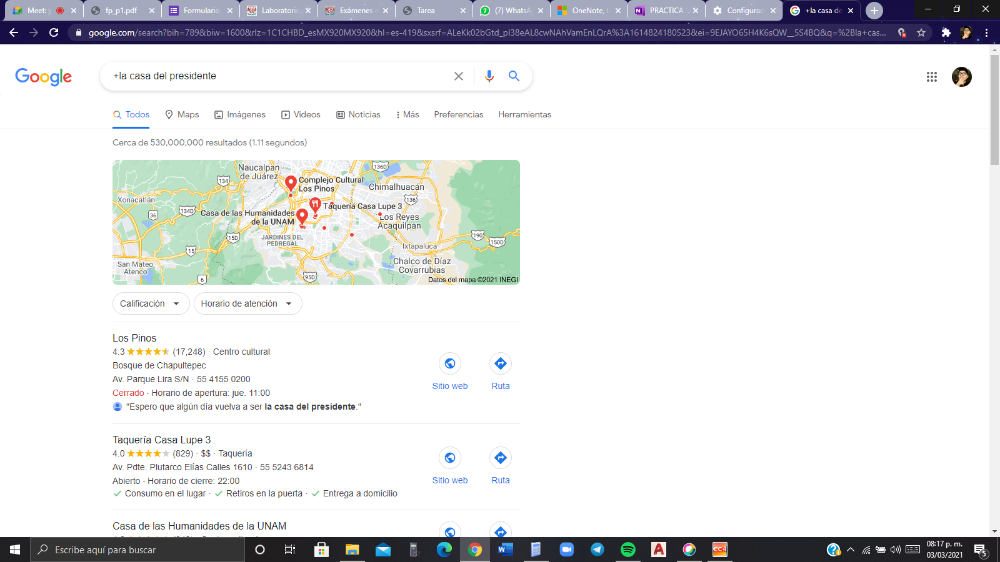 Meet: y
fp_p1.pdf
Formulario
Laboratorio
Exámenes
Tarea
(7) WhatsA
OneNote, l
PRACTICA
Configuraci
+la casa de
google.com/search?bih=789&biw=1600&rlz=1C1CHBD_esMX920MX920&hl=es-419&sxsrf=ALeKk02bGtd_pI38eAL8cwNAhVamEnLQrA%3A1614824180523&ei=9EJAYO65H4K6sQW__5S4BQ&q=%2Bla+cas...
Google
+la casa del presidente
Todos
Maps
Imágenes
Videos
Noticias
Más
Preferencias
Herramientas
Cerca de 530,000,000 resultados (1.11 segundos)
Naucalpan
de Juárez
136D
134
Complejo Cultural
Los Pinos
Chimalhuacán
Xonacatlán
136
134D
Taquería Casa Lupe 3
36
Casa de las Humanidades
de la UNAM
Los Reyes
Acaquilpan
15D
JARDINES DEL
PEDREGAL
190
150D
15
Ixtapaluca
San Mateo
Atenco
Chalco de Díaz
Covarrubias
6
95D
Datos del mapa ©2021 INEGI
Calificación
Horario de atención
Los Pinos
4.3 (17,248) · Centro cultural
Bosque de Chapultepec
Av. Parque Lira S/N · 55 4155 0200
Cerrado · Horario de apertura: jue. 11:00
"Espero que algún día vuelva a ser la casa del presidente."
Sitio web
Ruta
Taquería Casa Lupe 3
4.0 (829) · $$ · Taquería
Av. Pdte. Plutarco Elías Calles 1610 · 55 5243 6814
Abierto · Horario de cierre: 22:00
Consumo en el lugar · Retiros en la puerta · Entrega a domicilio
Sitio web
Ruta
Casa de las Humanidades de la UNAM
Escribe aquí para buscar
CC4
08:17 p. m.
03/03/2021
5